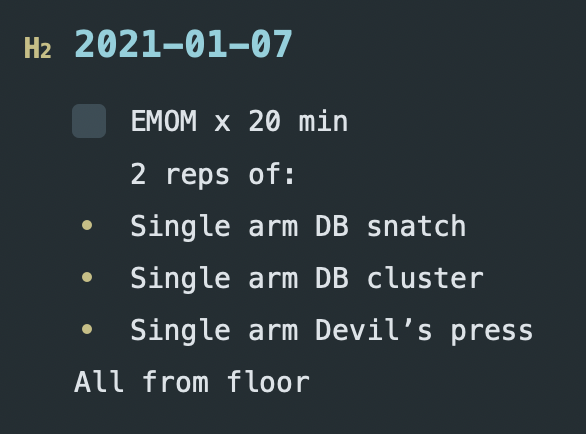 H2 2021-01-07
EMOM x 20 min
2 reps of:
• Single arm DB snatch
• Single arm DB cluster
• Single arm Devil’s press
All from floor